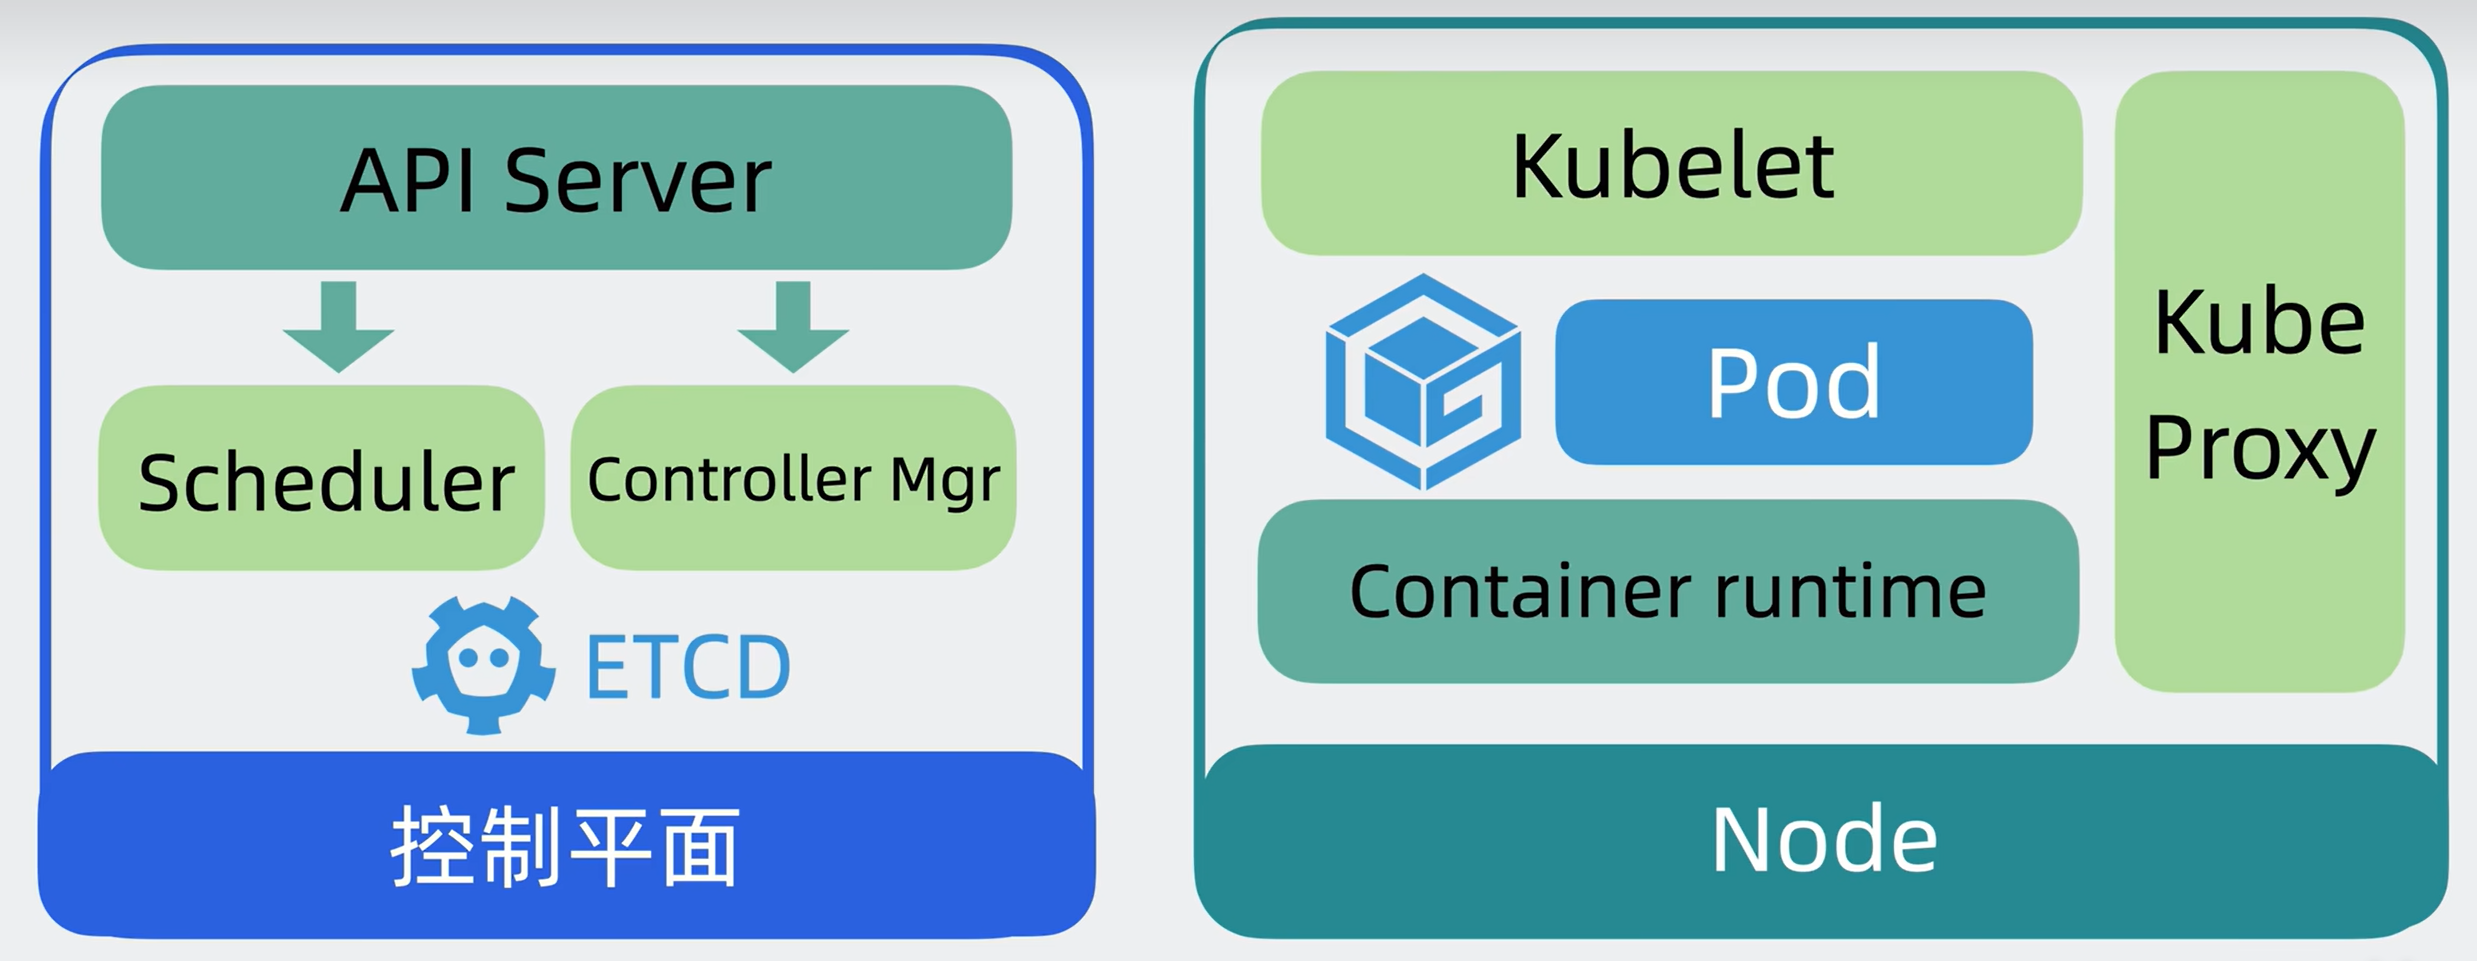 API Server
Scheduler
Controller Mgr
ETCD
控制平面
Kubelet
Pod
Container runtime
Kube
Proxy
Node